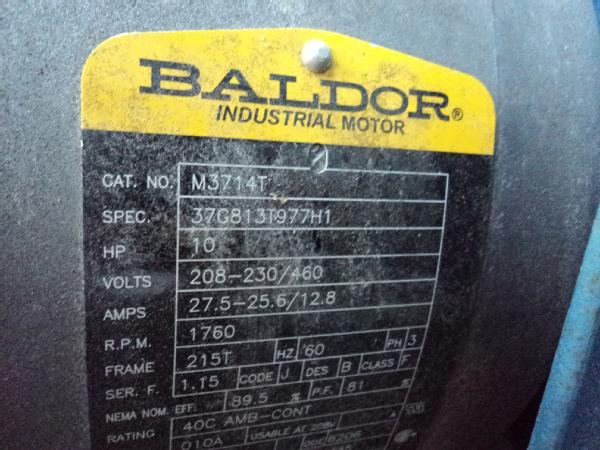 BALDOR®
INDUSTRIAL MOTOR
CAT. NO. M3714T
SPEC. 37G813T977H1
HP 10
VOLTS 208-230/460
AMPS 27.5-25.6/12.8
R.P.M. 1760
FRAME 215T HZ 60 PH 3
SER. F. 1.15 CODE J DES B CLASS F
NEMA NOM. EFF. 89.5 % P.F. 81 %
RATING 40C AMB-CONT
USABLE AT 208V A
ODE 6206